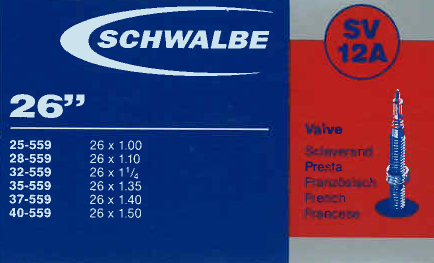 SCHWALBE
SV
12A
26”
25-559 26 x 1.00
28-559 26 x 1.10
32-559 26 x 1¼
35-559 26 x 1.35
37-559 26 x 1.40
40-559 26 x 1.50
Valve
Sclaverand
Presta
Französisch
French
Francese